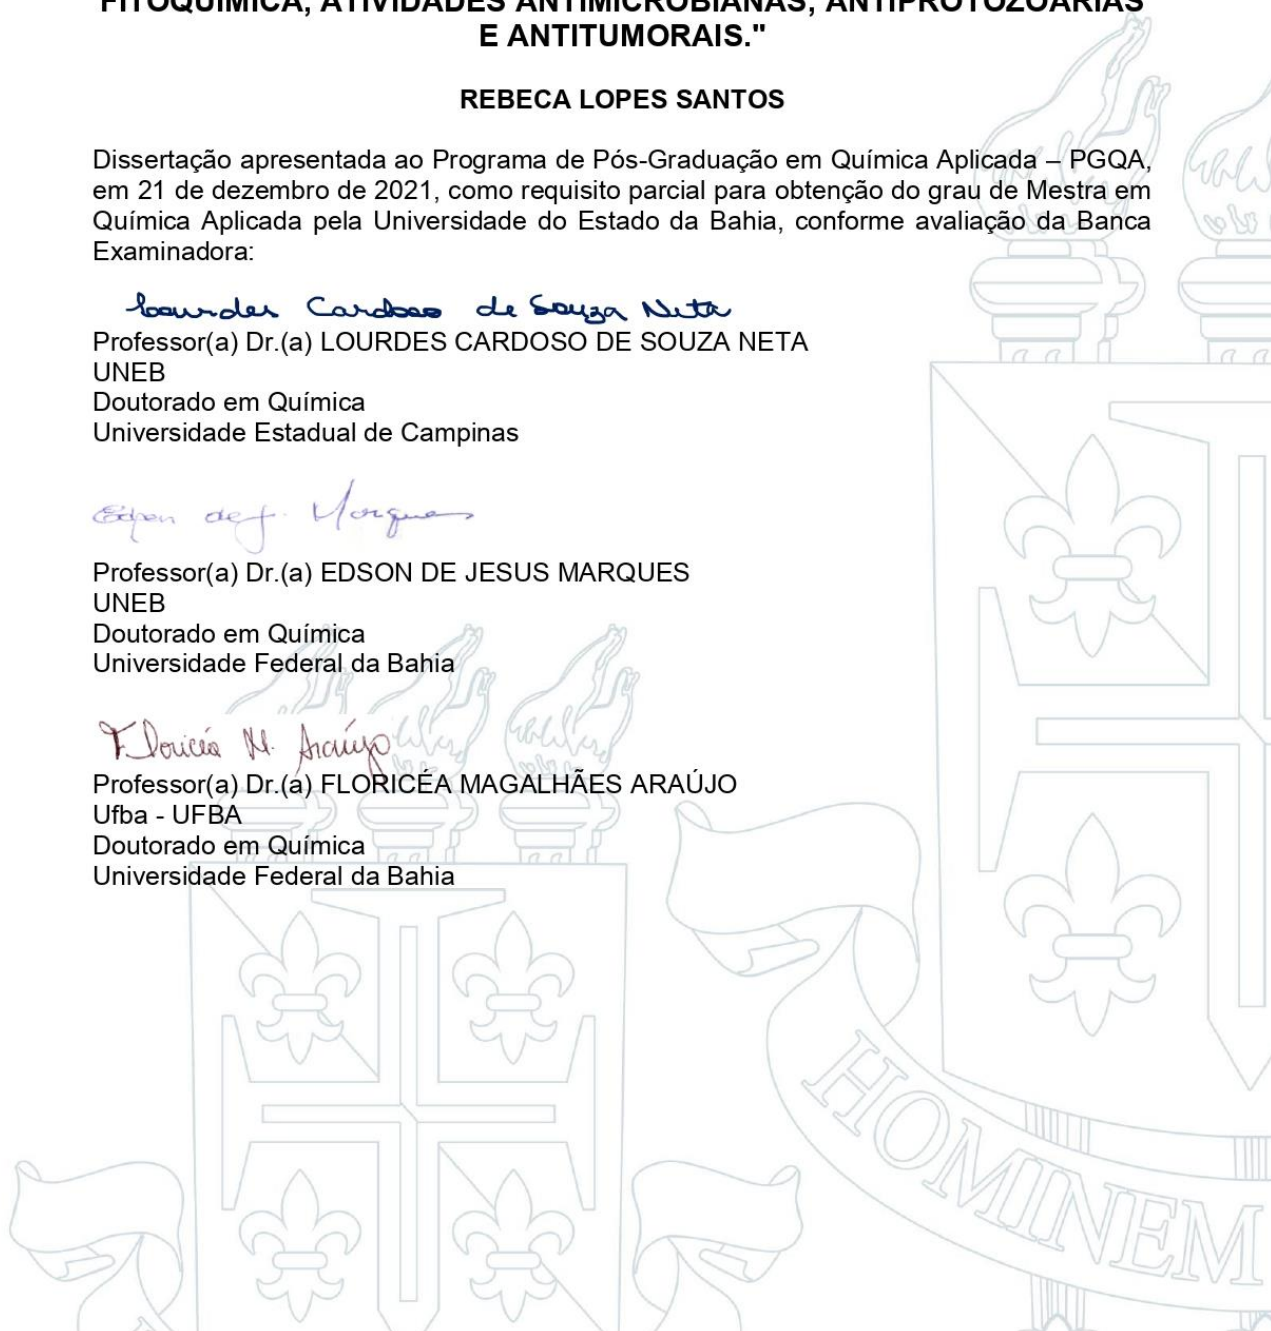 FITOQUÍMICA, ATIVIDADES ANTIMICROBIANAS, ANTIPROTOZOÁRIAS
E ANTITUMORAIS."
REBECA LOPES SANTOS
Dissertação apresentada ao Programa de Pós-Graduação em Química Aplicada – PGQA,
em 21 de dezembro de 2021, como requisito parcial para obtenção do grau de Mestra em
Química Aplicada pela Universidade do Estado da Bahia, conforme avaliação da Banca
Examinadora:
Lourdes Cardoso de Souza Neta
Professor(a) Dr.(a) LOURDES CARDOSO DE SOUZA NETA
UNEB
Doutorado em Química
Universidade Estadual de Campinas
Edson de J. Marques
Professor(a) Dr.(a) EDSON DE JESUS MARQUES
UNEB
Doutorado em Química
Universidade Federal da Bahia
Floricéa M. Araújo
Professor(a) Dr.(a) FLORICÉA MAGALHÃES ARAÚJO
Ufba - UFBA
Doutorado em Química
Universidade Federal da Bahia
HOMINEM